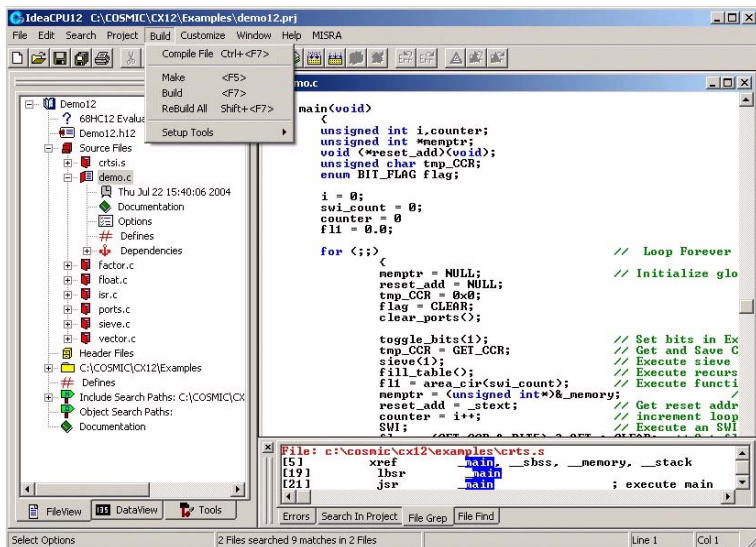 IdeaCPU12 C:\COSMIC\CX12\Examples\demo12.prj
File Edit Search Project Build Customize Window Help MISRA
Compile File Ctrl+<F7>
Make <F5>
Build <F7>
ReBuild All Shift+<F7>
Setup Tools
Demo12
68HC12 Evalua
Demo12.h12
Source Files
crtsi.s
demo.c
Thu Jul 22 15:40:06 2004
Documentation
Options
Defines
Dependencies
factor.c
float.c
isr.c
ports.c
sieve.c
vector.c
Header Files
C:\COSMIC\CX12\Examples
Defines
Include Search Paths: C:\COSMIC\CX
Object Search Paths:
Documentation
FileView DataView Tools
mo.c
main(void)
{
unsigned int i,counter;
unsigned int *memptr;
void (*reset_add)(void);
unsigned char tmp_CCR;
enum BIT_FLAG flag;
i = 0;
swi_count = 0;
counter = 0
fl1 = 0.0;
for (;;) // Loop Forever
{
memptr = NULL; // Initialize glo
reset_add = NULL;
tmp_CCR = 0x0;
flag = CLEAR;
clear_ports();
toggle_bits(1); // Set bits in Ex
tmp_CCR = GET_CCR; // Get and Save C
sieve(1); // Execute sieve
fill_table(); // Execute recurs
fl1 = area_cir(swi_count); // Execute functi
memptr = (unsigned int*)&_memory; /
reset_add = _stext; // Get reset addr
counter = i++; // increment loop
SWI; // Execute an SWI
File: c:\cosmic\cx12\examples\crts.s
[5] xref _main, __sbss, __memory, __stack
[19] lbsr _main
[21] jsr _main ; execute main
Errors Search In Project File Grep File Find
Select Options 2 Files searched 9 matches in 2 Files Line 1 Col 1